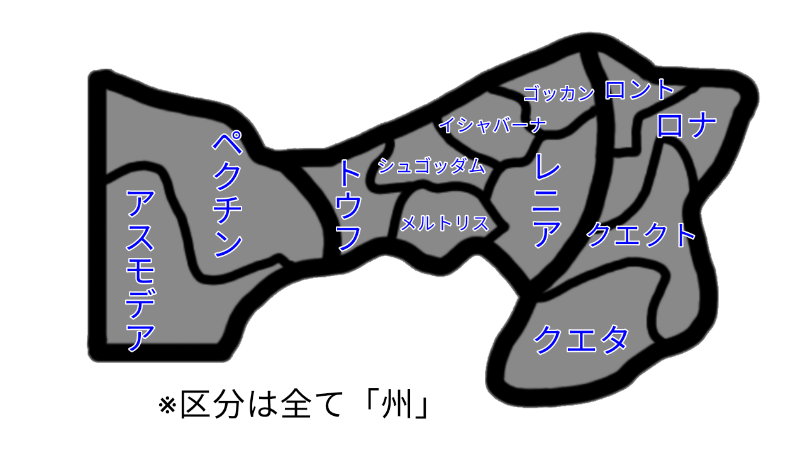 アスモデア
ペクチン
トウフ
シュゴッダム
メルトリス
イシャバーナ
ゴッカン
レニア
ロント
ロナ
クエクト
クエタ
※区分は全て「州」